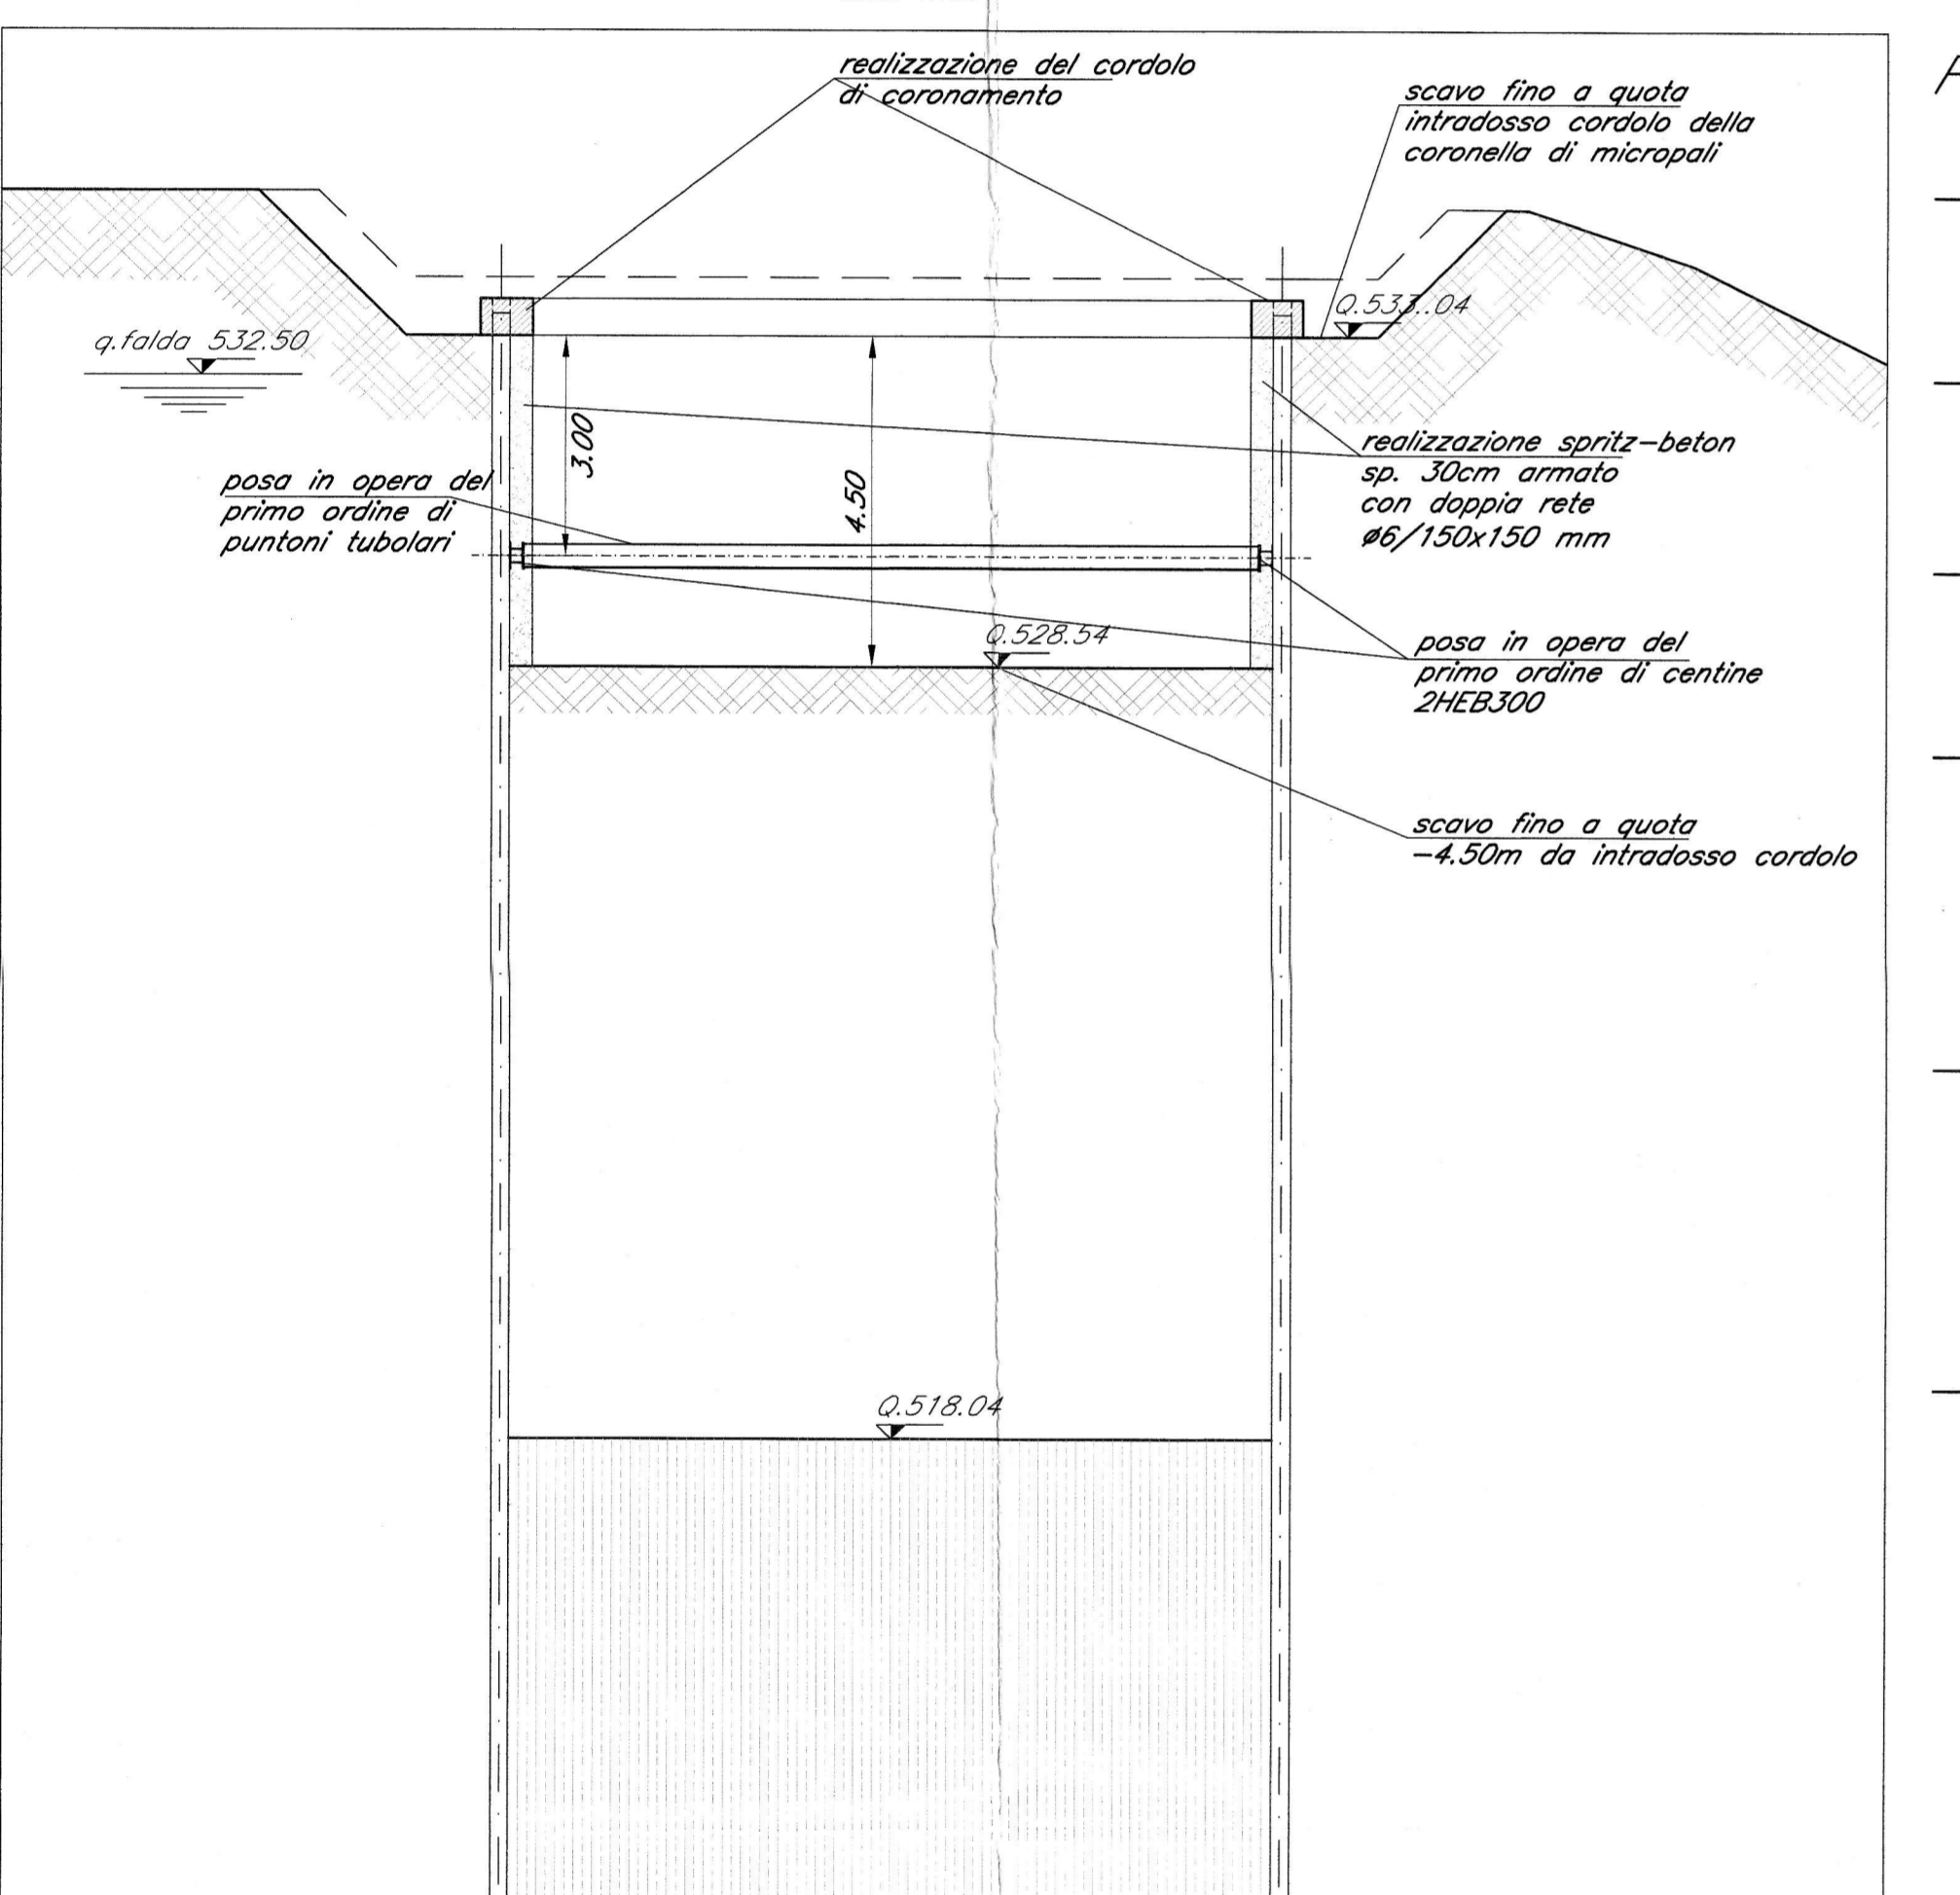 realizzazione del cordolo
di coronamento
scavo fino a quota
intradosso cordolo della
coronella di micropali
Q.533..04
q.falda 532.50
3.00
4.50
realizzazione spritz-beton
sp. 30cm armato
con doppia rete
ø6/150x150 mm
posa in opera del
primo ordine di
puntoni tubolari
Q.528.54
posa in opera del
primo ordine di centine
2HEB300
scavo fino a quota
-4.50m da intradosso cordolo
Q.518.04